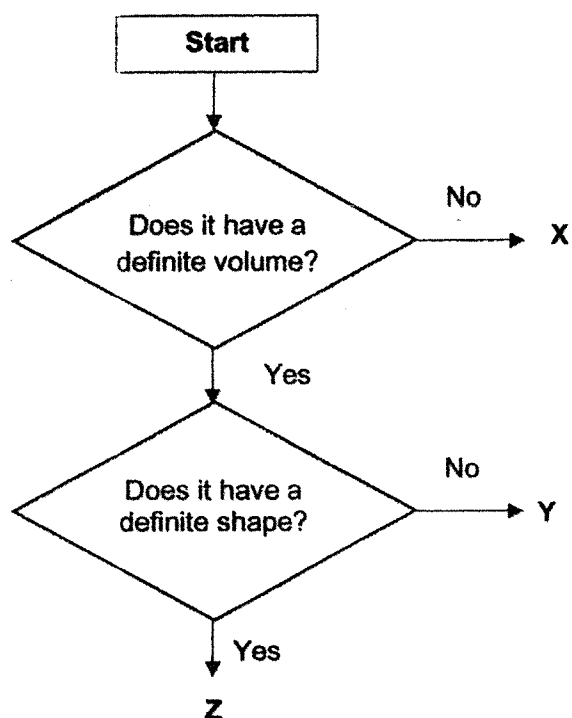 Start
Does it have a
definite volume?
No
X
Yes
Does it have a
definite shape?
No
Y
Yes
Z